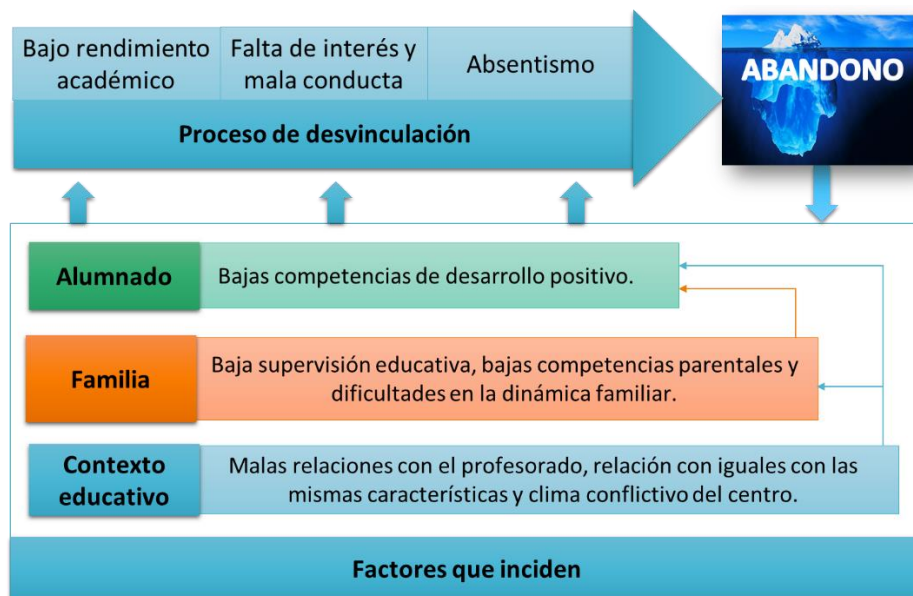 Bajo rendimiento
académico
Falta de interés y
mala conducta
Absentismo
ABANDONO
Proceso de desvinculación
Alumnado
Bajas competencias de desarrollo positivo.
Familia
Baja supervisión educativa, bajas competencias parentales y
dificultades en la dinámica familiar.
Contexto
educativo
Malas relaciones con el profesorado, relación con iguales con las
mismas características y clima conflictivo del centro.
Factores que inciden